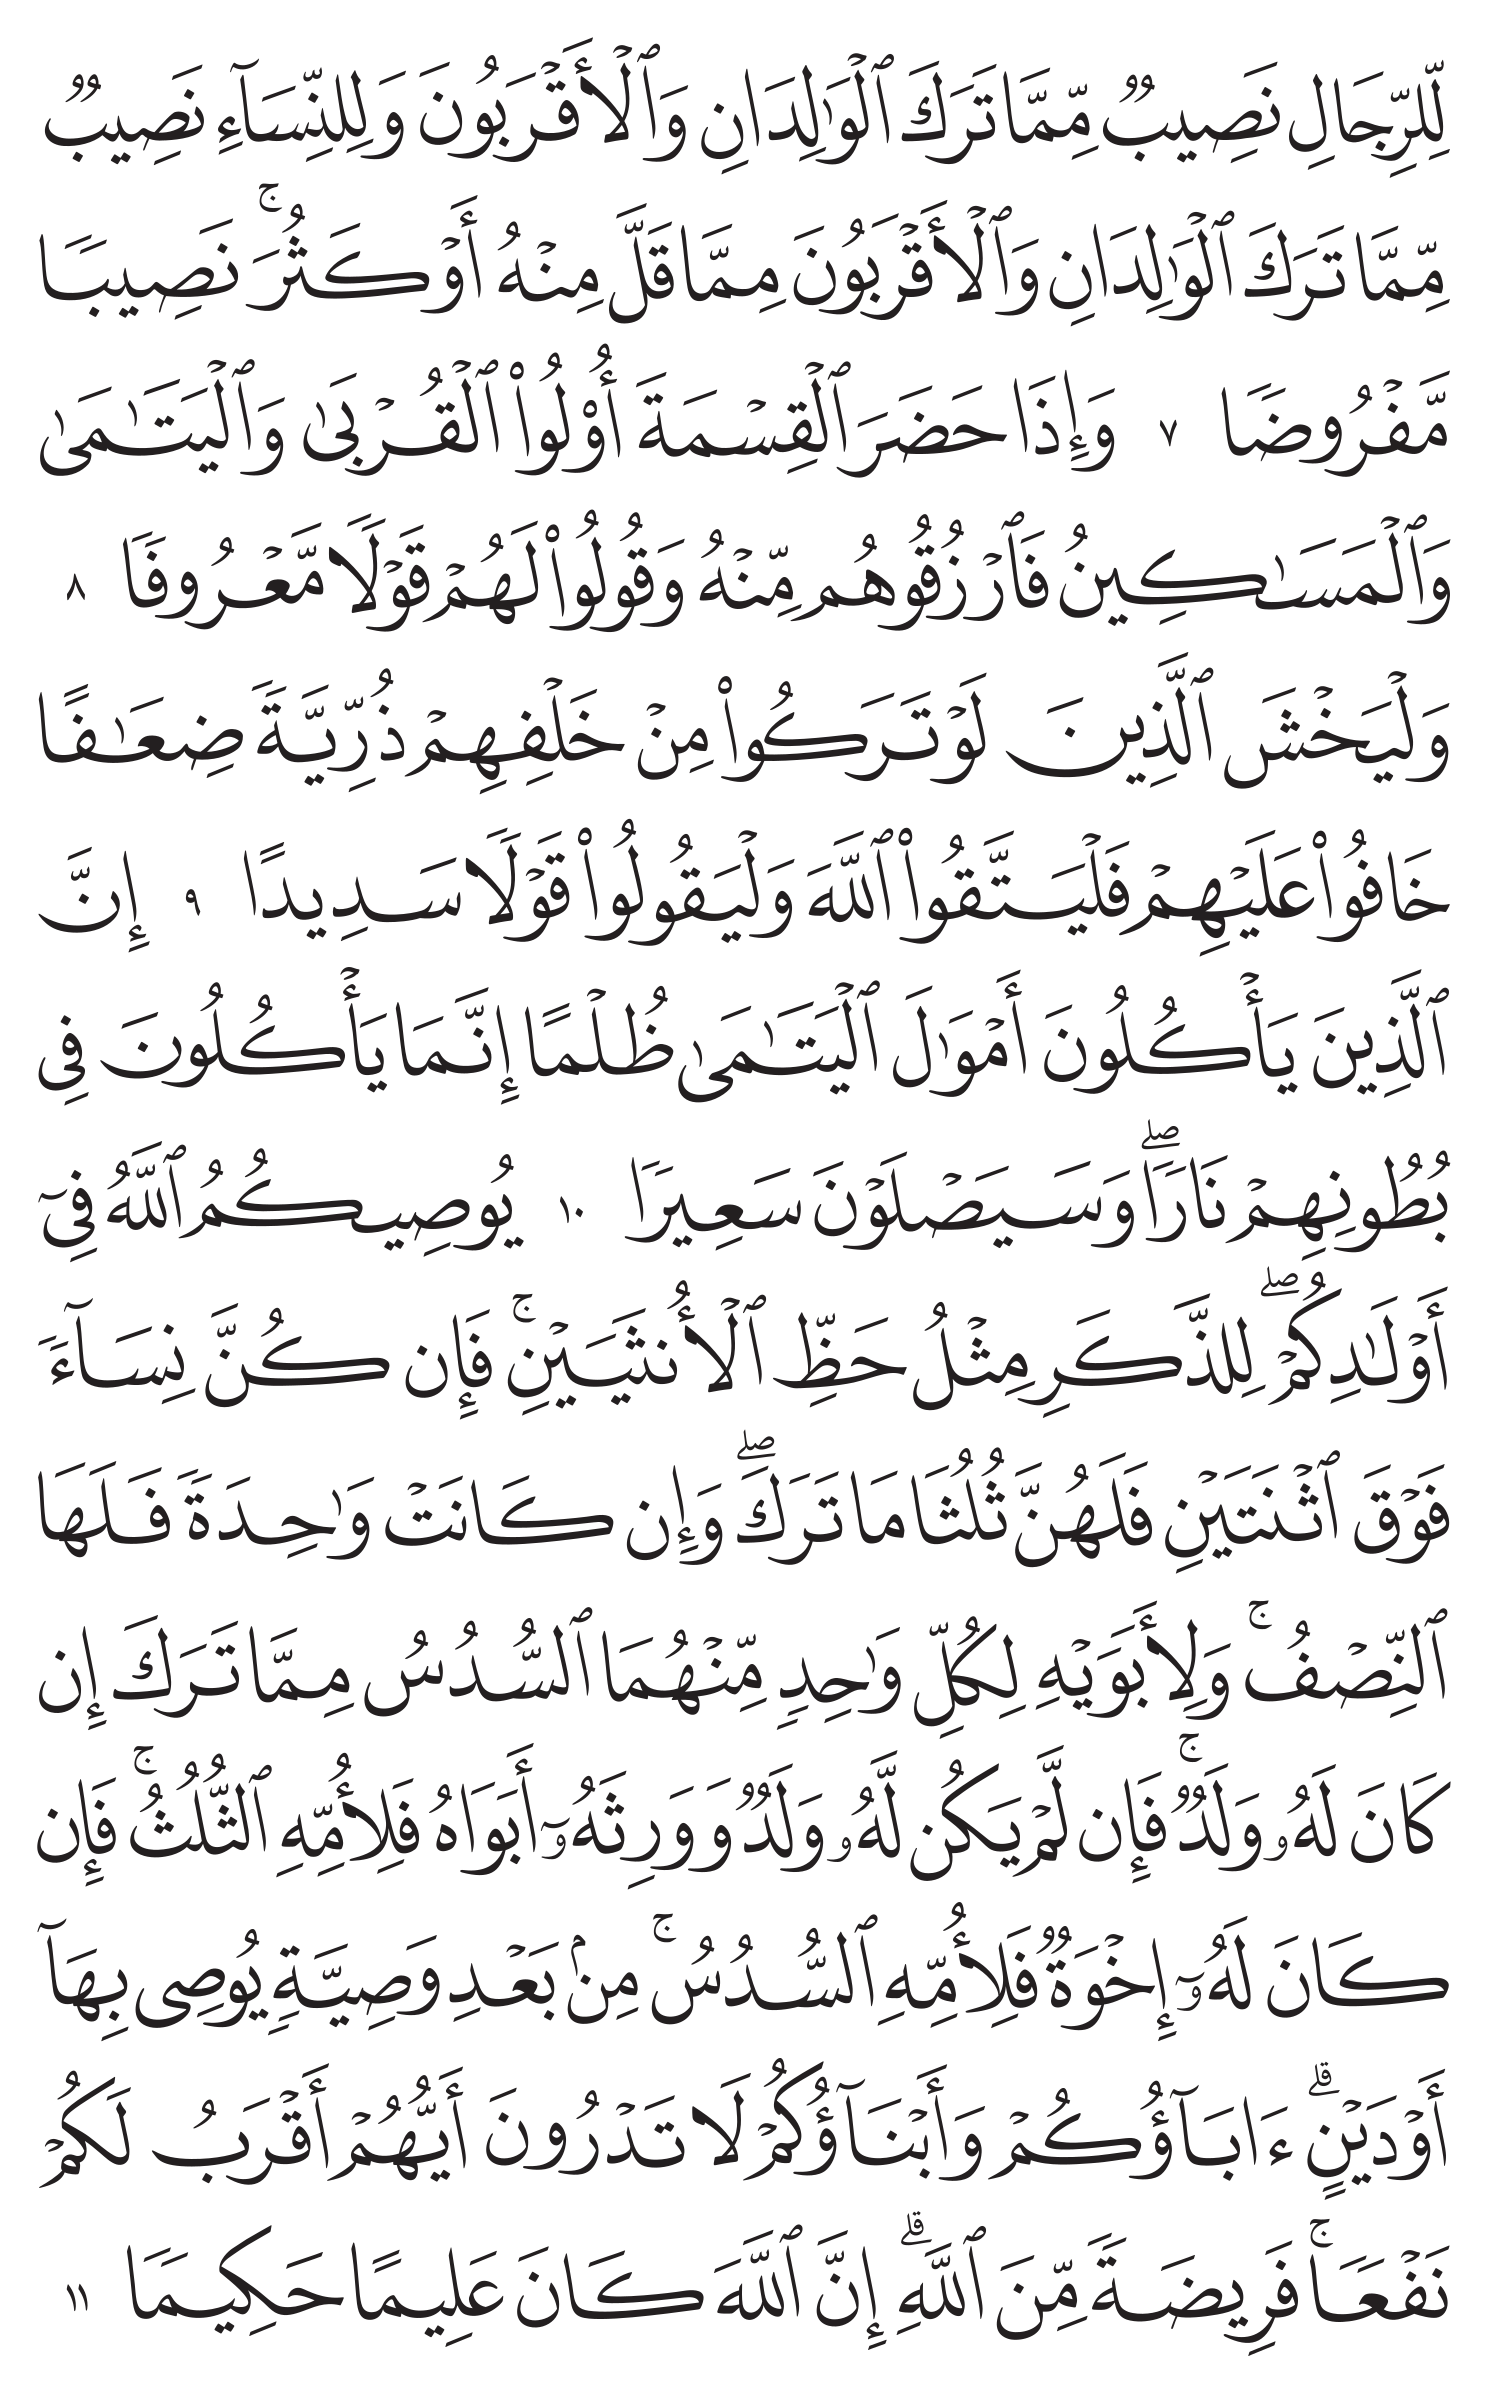 لِّلرِّجَالِ نَصِيبٌ مِّمَّا تَرَكَ ٱلۡوَٰلِدَانِ وَٱلۡأَقۡرَبُونَ وَلِلنِّسَآءِ نَصِيبٌ
مِّمَّا تَرَكَ ٱلۡوَٰلِدَانِ وَٱلۡأَقۡرَبُونَ مِمَّا قَلَّ مِنۡهُ أَوۡ كَثُرَۚ نَصِيبٗا
مَّفۡرُوضٗا ٧ وَإِذَا حَضَرَ ٱلۡقِسۡمَةَ أُوْلُواْ ٱلۡقُرۡبَىٰ وَٱلۡيَتَٰمَىٰ
وَٱلۡمَسَٰكِينُ فَٱرۡزُقُوهُم مِّنۡهُ وَقُولُواْ لَهُمۡ قَوۡلٗا مَّعۡرُوفٗا ٨
وَلۡيَخۡشَ ٱلَّذِينَ لَوۡ تَرَكُواْ مِنۡ خَلۡفِهِمۡ ذُرِّيَّةٗ ضِعَٰفًا
خَافُواْ عَلَيۡهِمۡ فَلۡيَتَّقُواْ ٱللَّهَ وَلۡيَقُولُواْ قَوۡلٗا سَدِيدًا ٩ إِنَّ
ٱلَّذِينَ يَأۡكُلُونَ أَمۡوَٰلَ ٱلۡيَتَٰمَىٰ ظُلۡمًا إِنَّمَا يَأۡكُلُونَ فِي
بُطُونِهِمۡ نَارٗاۖ وَسَيَصۡلَوۡنَ سَعِيرٗا ١٠ يُوصِيكُمُ ٱللَّهُ فِيٓ
أَوۡلَٰدِكُمۡۖ لِلذَّكَرِ مِثۡلُ حَظِّ ٱلۡأُنثَيَيۡنِۚ فَإِن كُنَّ نِسَآءٗ
فَوۡقَ ٱثۡنَتَيۡنِ فَلَهُنَّ ثُلُثَا مَا تَرَكَۖ وَإِن كَانَتۡ وَٰحِدَةٗ فَلَهَا
ٱلنِّصۡفُۚ وَلِأَبَوَيۡهِ لِكُلِّ وَٰحِدٖ مِّنۡهُمَا ٱلسُّدُسُ مِمَّا تَرَكَ إِن
كَانَ لَهُۥ وَلَدٞۚ فَإِن لَّمۡ يَكُن لَّهُۥ وَلَدٞ وَوَرِثَهُۥٓ أَبَوَاهُ فَلِأُمِّهِ ٱلثُّلُثُۚ فَإِن
كَانَ لَهُۥٓ إِخۡوَةٞ فَلِأُمِّهِ ٱلسُّدُسُۚ مِنۢ بَعۡدِ وَصِيَّةٖ يُوصِي بِهَآ
أَوۡ دَيۡنٍۗ ءَابَآؤُكُمۡ وَأَبۡنَآؤُكُمۡ لَا تَدۡرُونَ أَيُّهُمۡ أَقۡرَبُ لَكُمۡ
نَفۡعٗاۚ فَرِيضَةٗ مِّنَ ٱللَّهِۗ إِنَّ ٱللَّهَ كَانَ عَلِيمًا حَكِيمٗا ١١